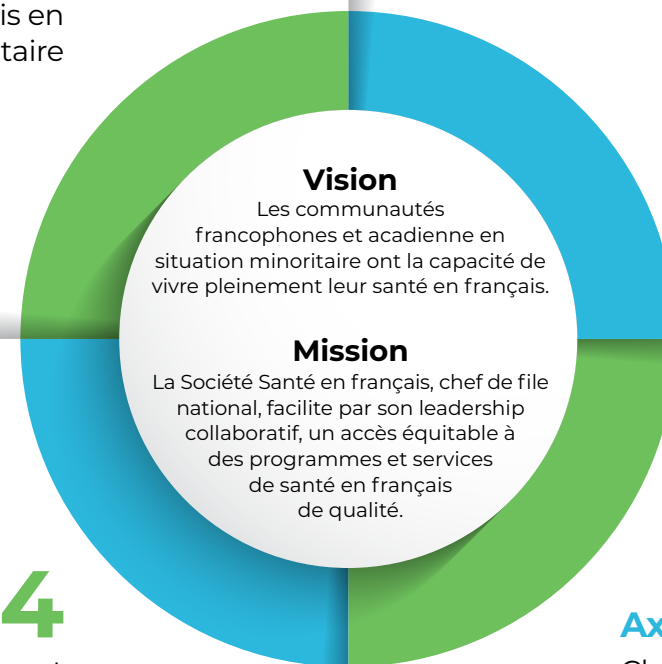 is en
taire
Vision
Les communautés
francophones et acadienne en
situation minoritaire ont la capacité de
vivre pleinement leur santé en français.
Mission
La Société Santé en français, chef de file
national, facilite par son leadership
collaboratif, un accès équitable à
des programmes et services
de santé en français
de qualité.
4
Ax